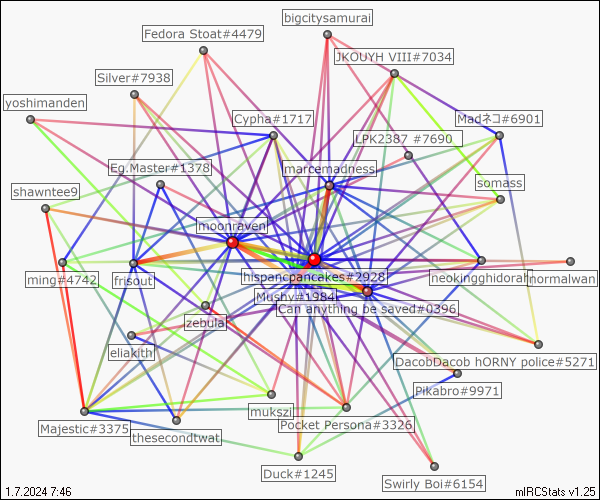 bigcitysamurai
Fedora Stoat#4479
JKOUYH VIII#7034
Silver#7938
yoshimanden
Cypha#1717
Madネコ#6901
LPK2387 #7690
Eg.Master#1378
marcemadness
shawntee9
somass
moonraven
ming#4742
frisout
hispancpancakes#2928
neokingghidorah
normalwan
Mushy#1984
Can anything be saved#0396
zebula
eliakith
DacobDacob hORNY police#5271
Pikabro#9971
mukszi
Pocket Persona#3326
Majestic#3375
thesecondtwat
Duck#1245
Swirly Boi#6154
1.7.2024 7:46
mIRCStats v1.25